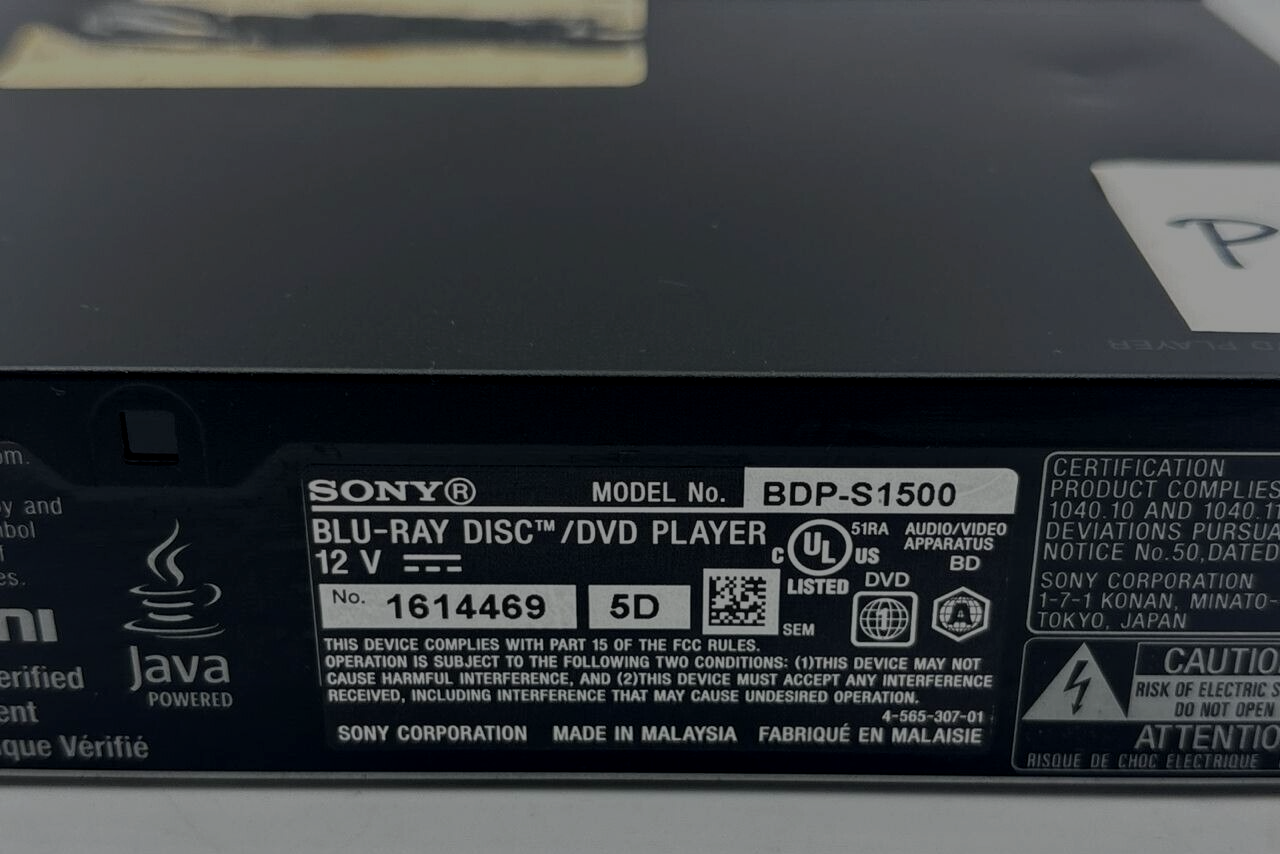 P
om.
by and
mbol
f
es.
Java
POWERED
erified
ent
ique Vérifié
SONY® MODEL No. BDP-S1500
BLU-RAY DISC™/DVD PLAYER
12 V
No. 1614469 5D
SEM
C UL US
LISTED
51RA
AUDIO/VIDEO
APPARATUS
BD
DVD
A
THIS DEVICE COMPLIES WITH PART 15 OF THE FCC RULES.
OPERATION IS SUBJECT TO THE FOLLOWING TWO CONDITIONS: (1)THIS DEVICE MAY NOT
CAUSE HARMFUL INTERFERENCE, AND (2)THIS DEVICE MUST ACCEPT ANY INTERFERENCE
RECEIVED, INCLUDING INTERFERENCE THAT MAY CAUSE UNDESIRED OPERATION.
4-565-307-01
SONY CORPORATION MADE IN MALAYSIA FABRIQUÉ EN MALAISIE
CERTIFICATION
PRODUCT COMPLIES
1040.10 AND 1040.11
DEVIATIONS PURSUA
NOTICE No.50, DATED
SONY CORPORATION
1-7-1 KONAN, MINATO-
TOKYO, JAPAN
CAUTIO
RISK OF ELECTRIC S
DO NOT OPEN
ATTENTIO
RISQUE DE CHOC ELECTRIQUE